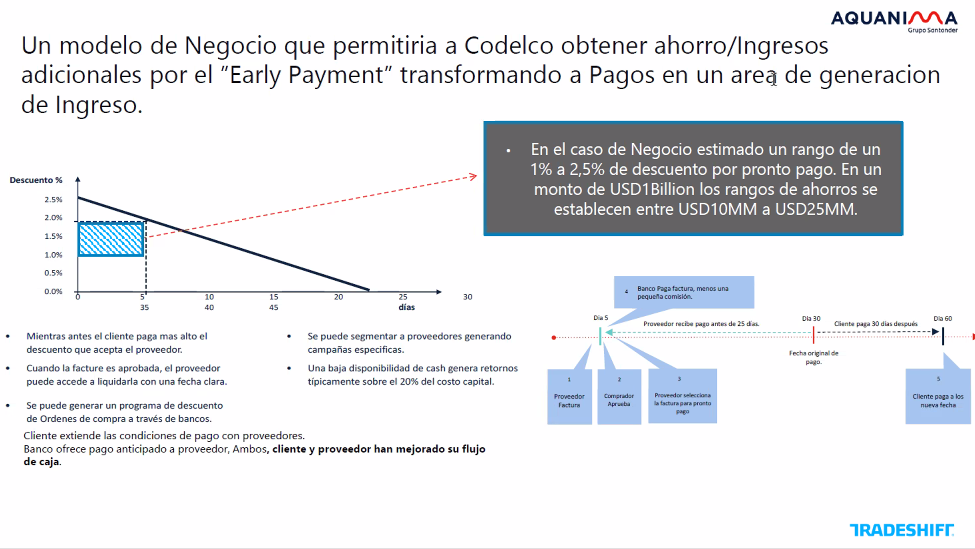 AQUANIMA
Grupo Santander
Un modelo de Negocio que permitiria a Codelco obtener ahorro/Ingresos
adicionales por el "Early Payment" transformando a Pagos en un area de generacion
de Ingreso.
• En el caso de Negocio estimado un rango de un
1% a 2,5% de descuento por pronto pago. En un
monto de USD1Billion los rangos de ahorros se
establecen entre USD10MM a USD25MM.
Descuento %
2.5%
2.0%
1.5%
1.0%
0.5%
0.0%
0 5 10 15 20 25 30
35 40 45 días
• Mientras antes el cliente paga mas alto el
descuento que acepta el proveedor.
• Cuando la facture es aprobada, el proveedor
puede accede a liquidarla con una fecha clara.
• Se puede generar un programa de descuento
de Ordenes de compra a través de bancos.
• Se puede segmentar a proveedores generando
campañas especificas.
• Una baja disponibilidad de cash genera retornos
típicamente sobre el 20% del costo capital.
Cliente extiende las condiciones de pago con proveedores.
Banco ofrece pago anticipado a proveedor, Ambos, cliente y proveedor han mejorado su flujo
de caja.
4 Banco Paga factura, menos una
pequeña comisión.
Dia 5
Proveedor recibe pago antes de 25 días.
Día 30
Cliente paga 30 días después
Día 60
Fecha original de
pago.
1
Proveedor
Factura
2
Comprador
Aprueba
3
Proveedor selecciona
la factura para pronto
pago
5
Cliente paga a los
nueva fecha
TRADESHIFT.